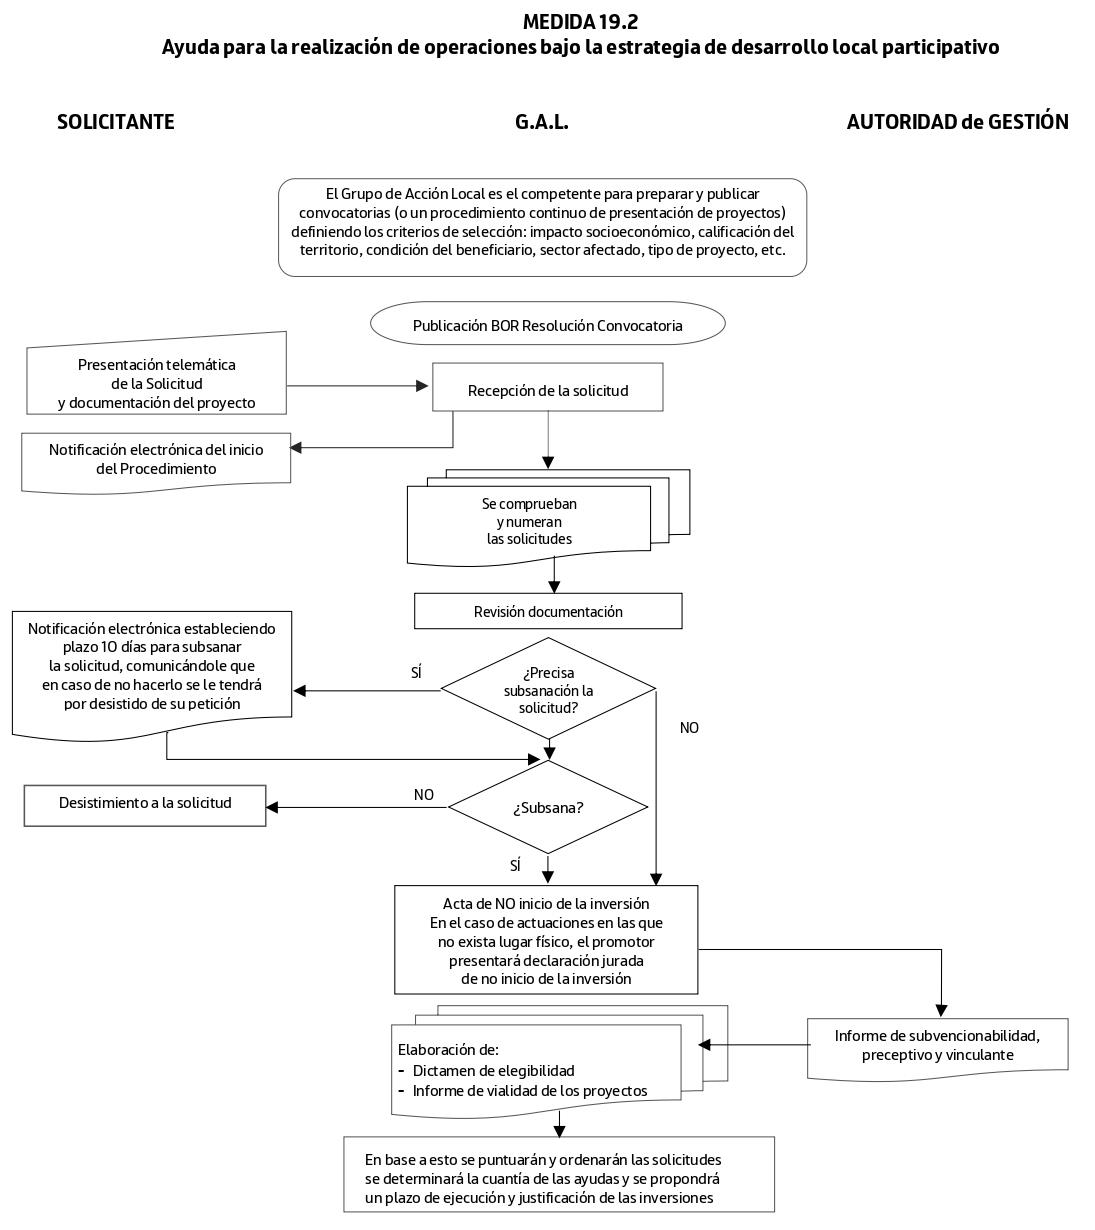 MEDIDA 19.2
Ayuda para la realización de operaciones bajo la estrategia de desarrollo local participativo
SOLICITANTE
G.A.L.
AUTORIDAD de GESTIÓN
El Grupo de Acción Local es el competente para preparar y publicar
convocatorias (o un procedimiento continuo de presentación de proyectos)
definiendo los criterios de selección: impacto socioeconómico, calificación del
territorio, condición del beneficiario, sector afectado, tipo de proyecto, etc.
Publicación BOR Resolución Convocatoria
Presentación telemática
de la Solicitud
y documentación del proyecto
Recepción de la solicitud
Notificación electrónica del inicio
del Procedimiento
Se comprueban
y numeran
las solicitudes
Revisión documentación
Notificación electrónica estableciendo
plazo 10 días para subsanar
la solicitud, comunicándole que
en caso de no hacerlo se le tendrá
por desistido de su petición
SÍ
¿Precisa
subsanación la
solicitud?
NO
Desistimiento a la solicitud
NO
¿Subsana?
SÍ
Acta de NO inicio de la inversión
En el caso de actuaciones en las que
no exista lugar físico, el promotor
presentará declaración jurada
de no inicio de la inversión
Informe de subvencionabilidad,
preceptivo y vinculante
Elaboración de:
- Dictamen de elegibilidad
- Informe de vialidad de los proyectos
En base a esto se puntuarán y ordenarán las solicitudes
se determinará la cuantía de las ayudas y se propondrá
un plazo de ejecución y justificación de las inversiones